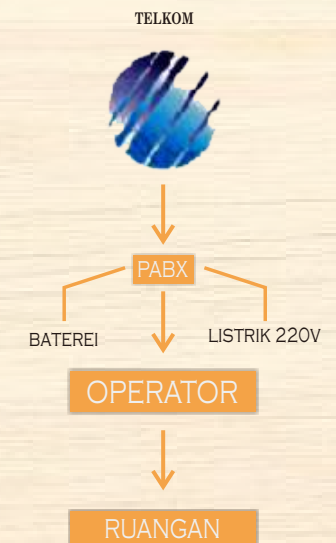 TELKOM
PABX
BATEREI
LISTRIK 220V
OPERATOR
RUANGAN